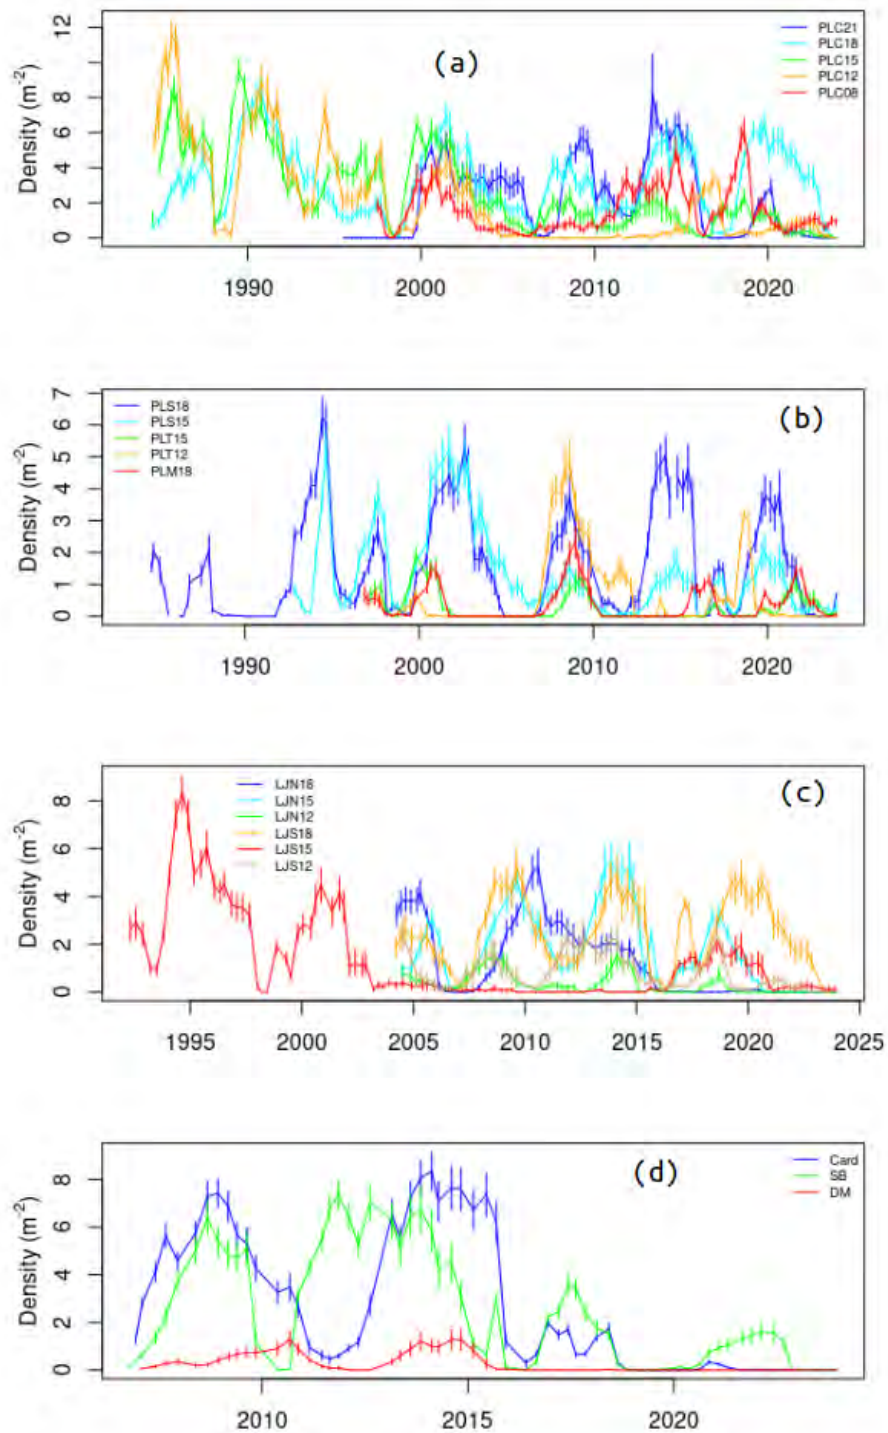 (a)
PLC21
PLC18
PLC15
PLC12
PLC08
Density (m⁻²)
0 2 4 6 8 12
1990 2000 2010 2020
(b)
PLS18
PLS15
PLT15
PLT12
PLM18
Density (m⁻²)
0 1 2 3 4 5 6 7
1990 2000 2010 2020
(c)
LJN18
LJN15
LJN12
LJS18
LJS15
LJS12
Density (m⁻²)
0 2 4 6 8
1995 2000 2005 2010 2015 2020 2025
(d)
Card
SB
DM
Density (m⁻²)
0 2 4 6 8
2010 2015 2020